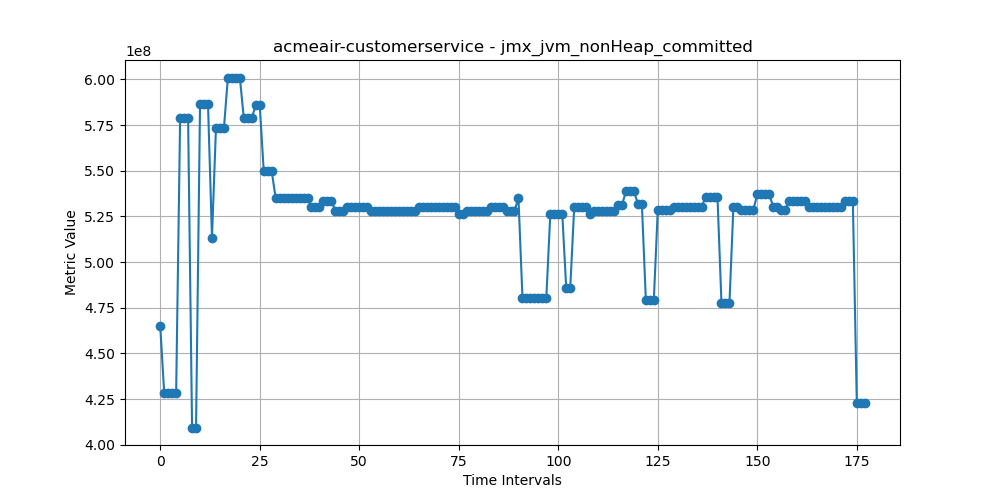 acmeair-customerservice - jmx_jvm_nonHeap_committed
1e8
6.00
5.75
5.50
5.25
5.00
4.75
4.50
4.25
4.00
Metric Value
0 25 50 75 100 125 150 175
Time Intervals